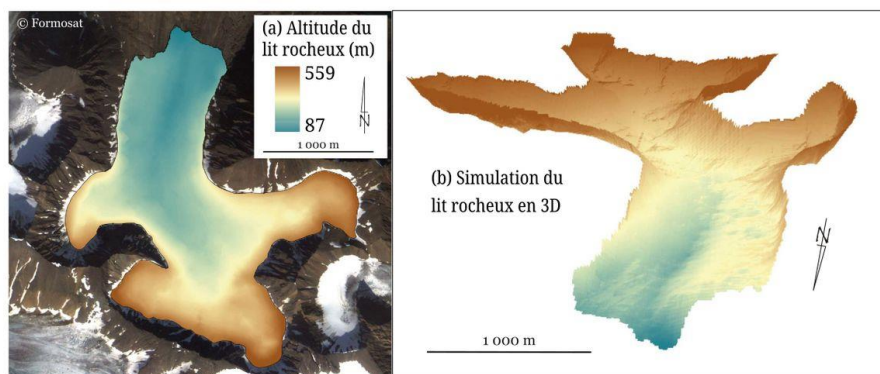 © Formosat
(a) Altitude du
lit rocheux (m)
559
87
N
1 000 m
(b) Simulation du
lit rocheux en 3D
N
1 000 m